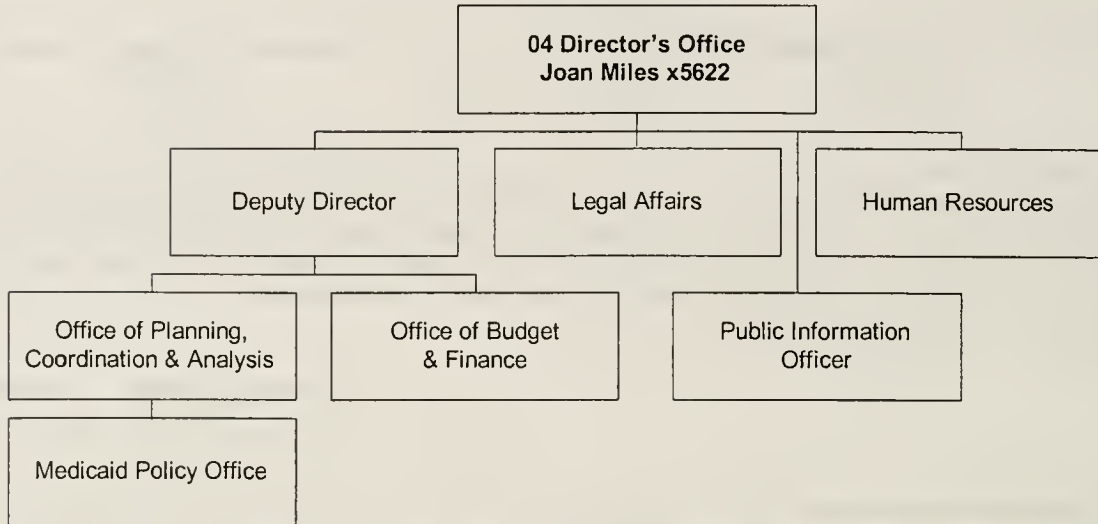 04 Director's Office
Joan Miles x5622
Deputy Director
Legal Affairs
Human Resources
Office of Planning,
Coordination & Analysis
Office of Budget
& Finance
Public Information
Officer
Medicaid Policy Office